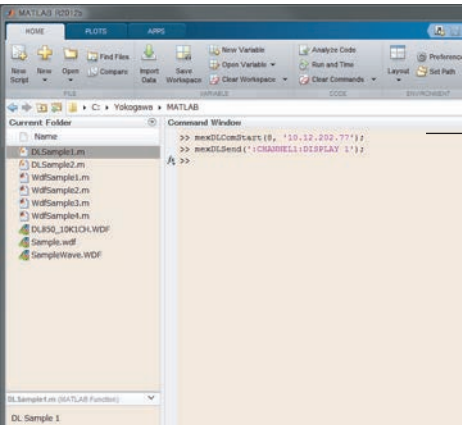 MATLAB R2012b
HOME PLOTS APPS
New Script
New
Open
Find Files
Compare
Import Data
Save Workspace
New Variable
Open Variable
Clear Workspace
Analyze Code
Run and Time
Clear Commands
Layout
Preference
Set Path
FILE VARIABLE CODE ENVIRONMENT
C: Yokogawa MATLAB
Current Folder
Name
DLSample1.m
DLSample2.m
WdfSample1.m
WdfSample2.m
WdfSample3.m
WdfSample4.m
DL850_10K1CH.WDF
Sample.wdf
SampleWave.WDF
DLSample1.m (MATLAB Function)
DL Sample 1
Command Window
>> mexDLComStart(8, '10.12.202.77');
>> mexDLSend(':CHANNEL1:DISPLAY 1');
fx >>